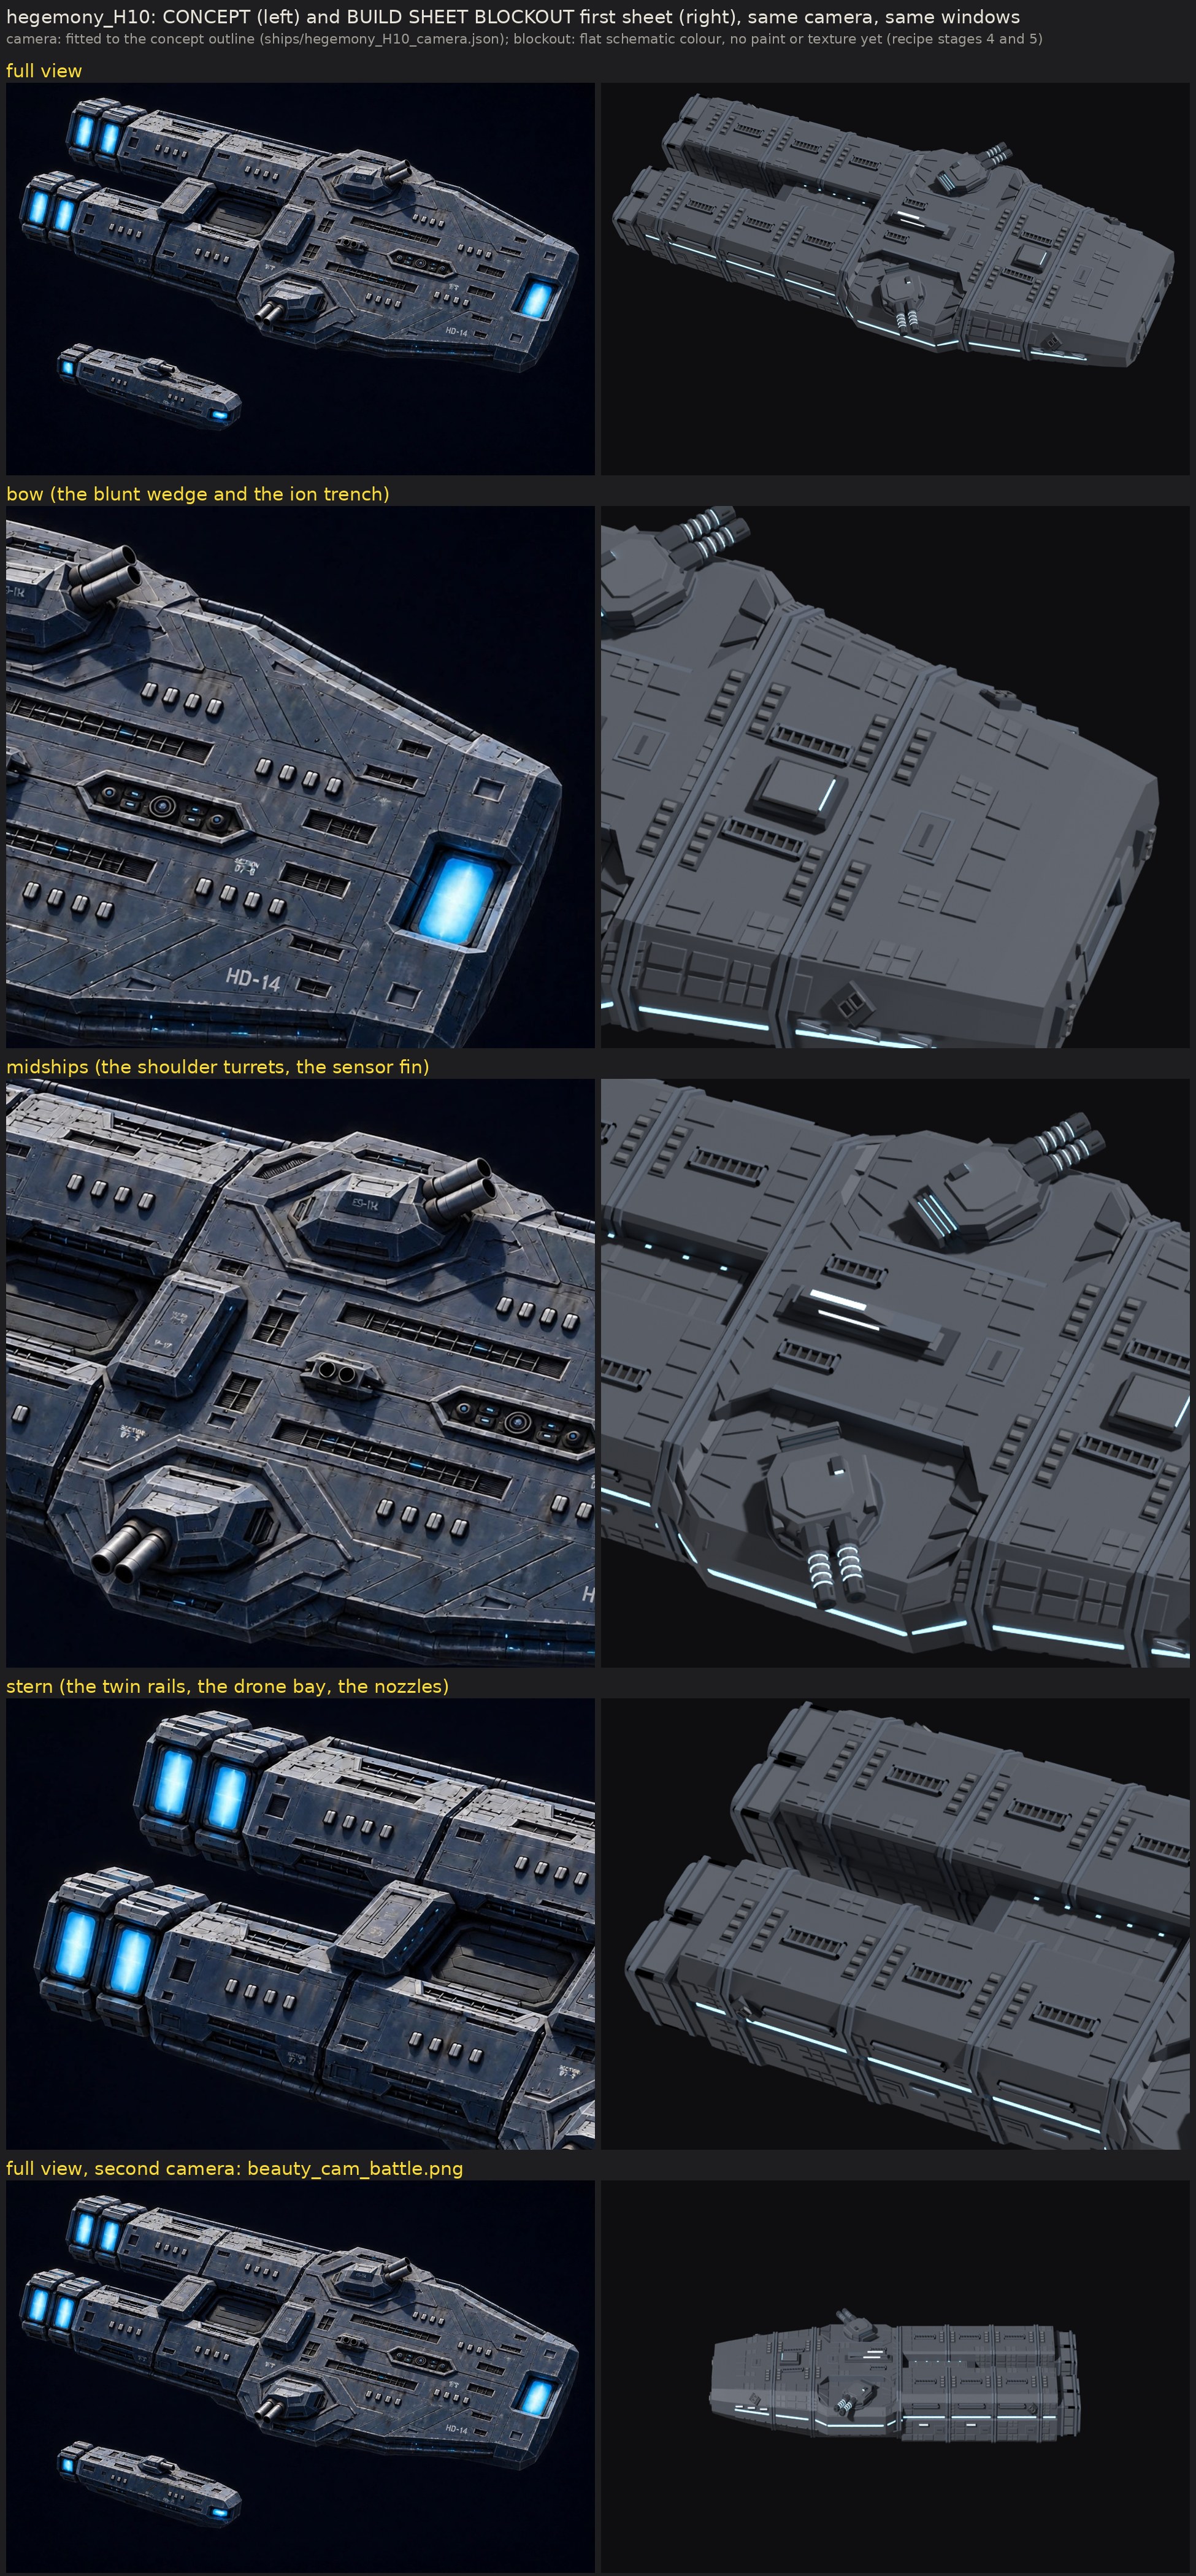 hegemony_H10: CONCEPT (left) and BUILD SHEET BLOCKOUT first sheet (right), same camera, same windows
camera: fitted to the concept outline (ships/hegemony_H10_camera.json); blockout: flat schematic colour, no paint or texture yet (recipe stages 4 and 5)
full view
HD-14
bow (the blunt wedge and the ion trench)
SECTION
HD-14
midships (the shoulder turrets, the sensor fin)
stern (the twin rails, the drone bay, the nozzles)
full view, second camera: beauty_cam_battle.png
HD-14